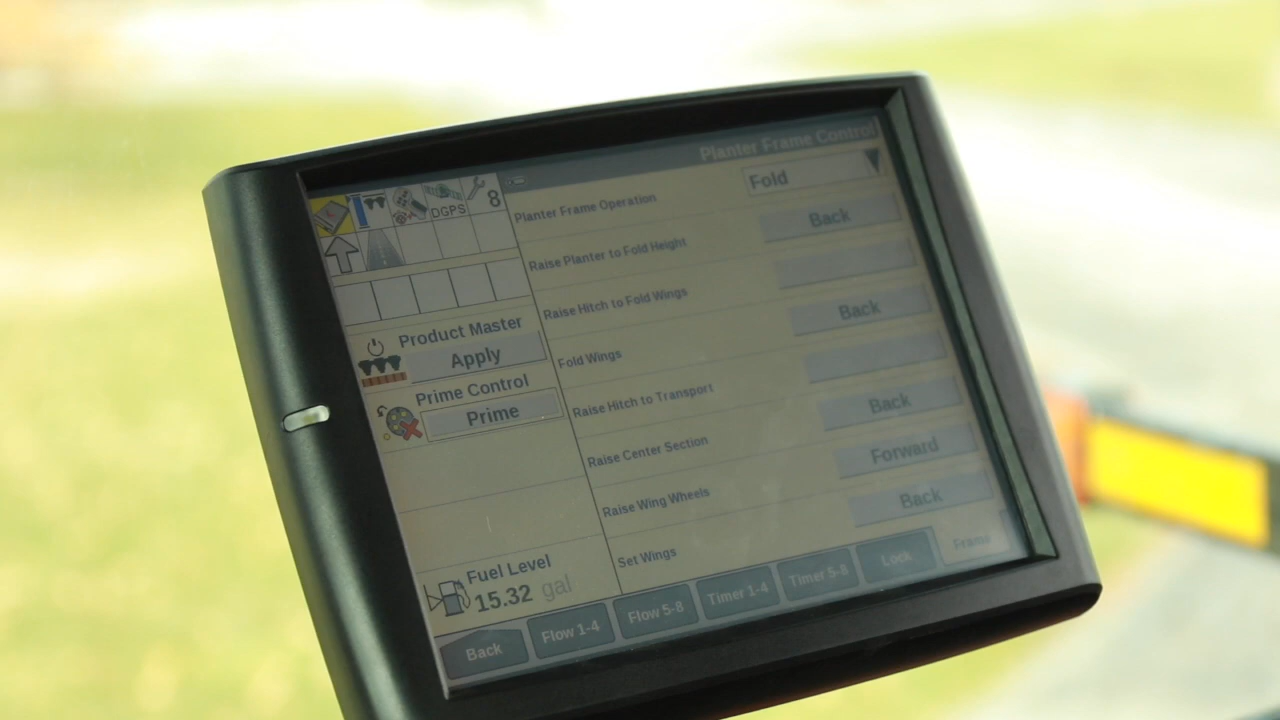 Planter Frame Control
8
DGPS
Planter Frame Operation
Fold
Raise Planter to Fold Height
Back
Raise Hitch to Fold Wings
Fold Wings
Back
Raise Hitch to Transport
Raise Center Section
Back
Raise Wing Wheels
Forward
Set Wings
Back
Product Master
Apply
Prime Control
Prime
Fuel Level
15.32 gal
Back
Flow 1-4
Flow 5-8
Timer 1-4
Timer 5-8
Lock
Frame